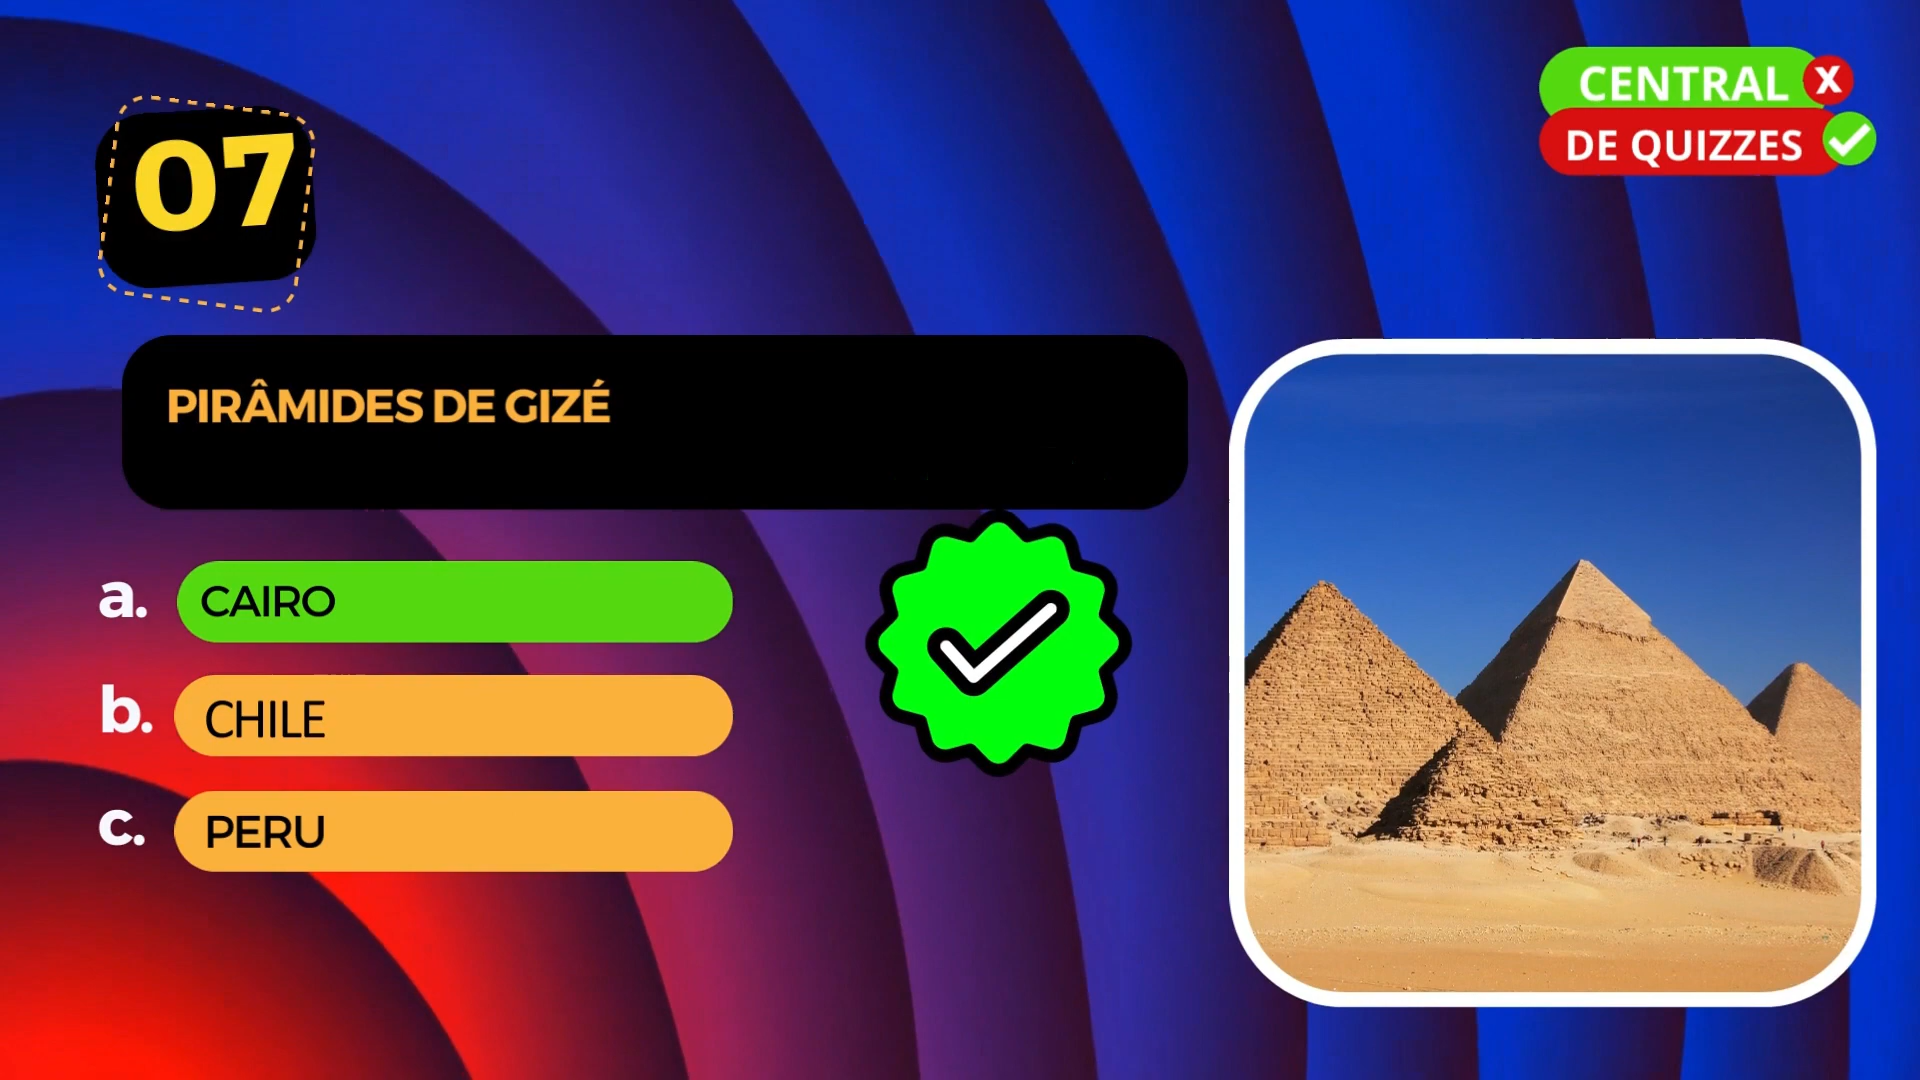 CENTRAL X
DE QUIZZES
07
PIRÂMIDES DE GIZÉ
a. CAIRO
b. CHILE
c. PERU